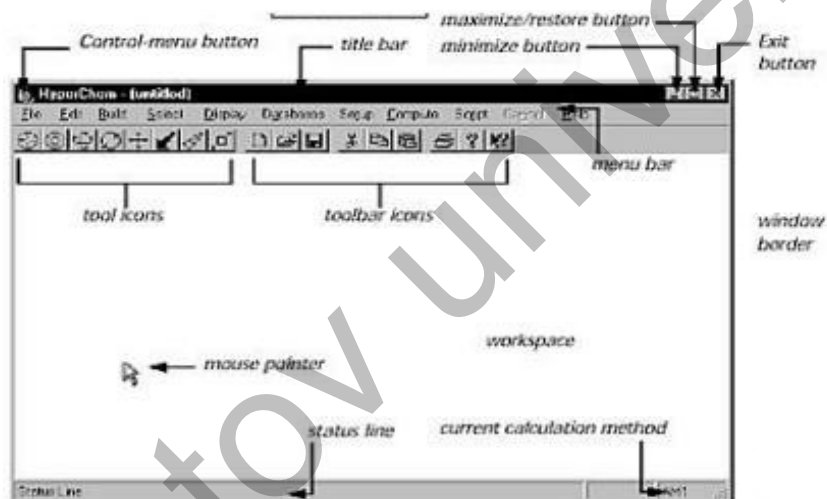 maximize/restore button
Control-menu button title bar minimize button Exit button
HyperChem - (untitled)
File Edit Build Select Display Databases Setup Compute Script
menu bar
tool icons toolbar icons
window border
workspace
mouse pointer
status line current calculation method
Status Line
tov unive